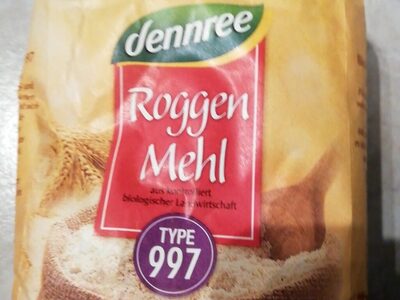 dennree
Roggen
Mehl
aus kontrolliert
biologischer Landwirtschaft
TYPE
997